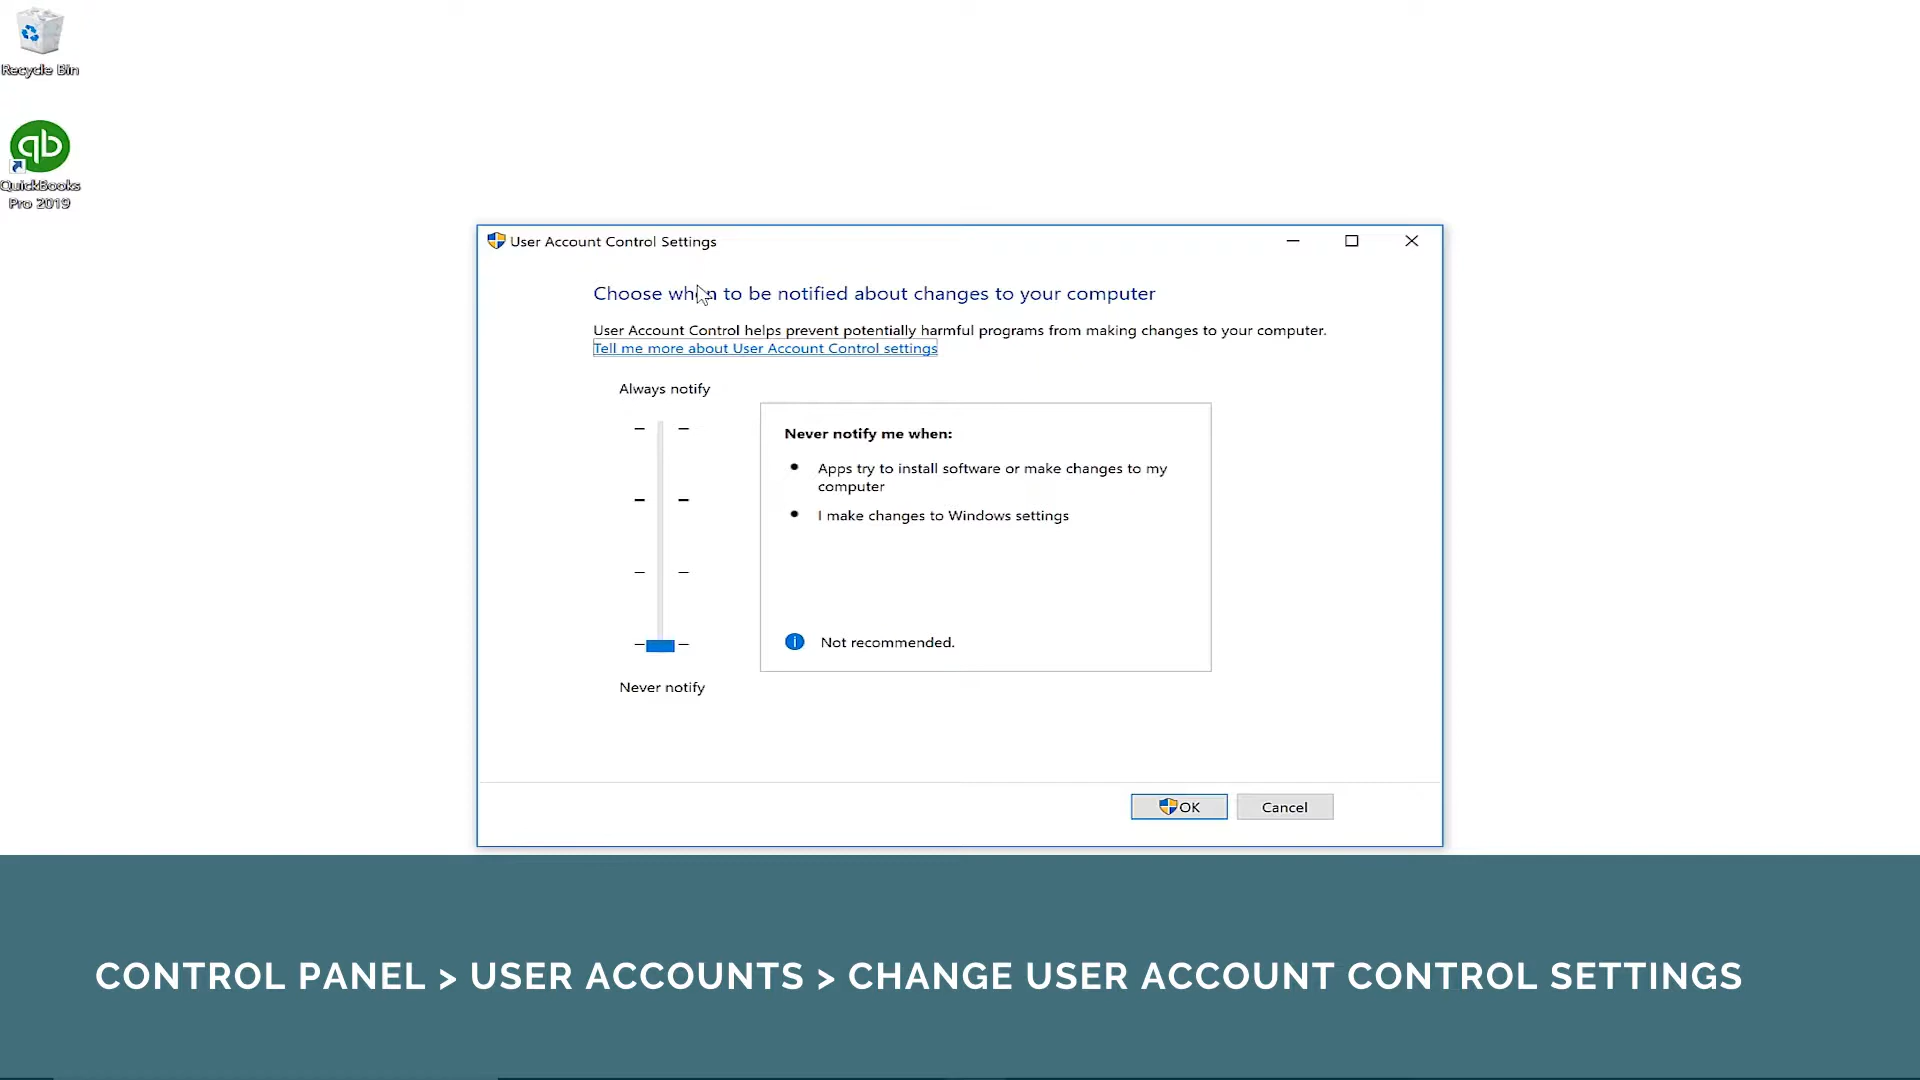 Recycle Bin
qb
QuickBooks
Pro 2019
User Account Control Settings
Choose when to be notified about changes to your computer
User Account Control helps prevent potentially harmful programs from making changes to your computer.
Tell me more about User Account Control settings
Always notify
Never notify me when:
Apps try to install software or make changes to my
computer
I make changes to Windows settings
Not recommended.
Never notify
OK
Cancel
CONTROL PANEL > USER ACCOUNTS > CHANGE USER ACCOUNT CONTROL SETTINGS